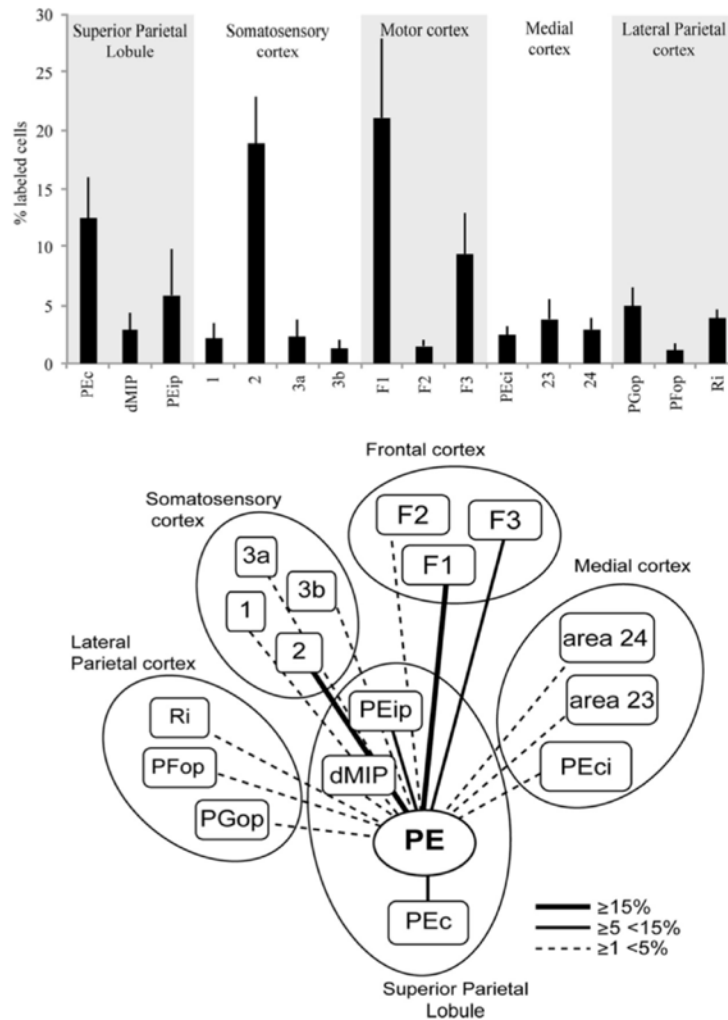 30
25
20
15
10
5
0
% labeled cells
Superior Parietal
Lobule
Somatosensory
cortex
Motor cortex
Medial
cortex
Lateral Parietal
cortex
PEc
dMIP
PEip
1
2
3a
3b
F1
F2
F3
PEci
23
24
PGop
PFop
Ri
Frontal cortex
F2
F3
F1
Somatosensory
cortex
3a
3b
1
2
Medial cortex
area 24
area 23
PEci
Lateral
Parietal cortex
Ri
PFop
PGop
PEip
dMIP
PE
PEc
Superior Parietal
Lobule
≥15%
≥5 <15%
≥1 <5%